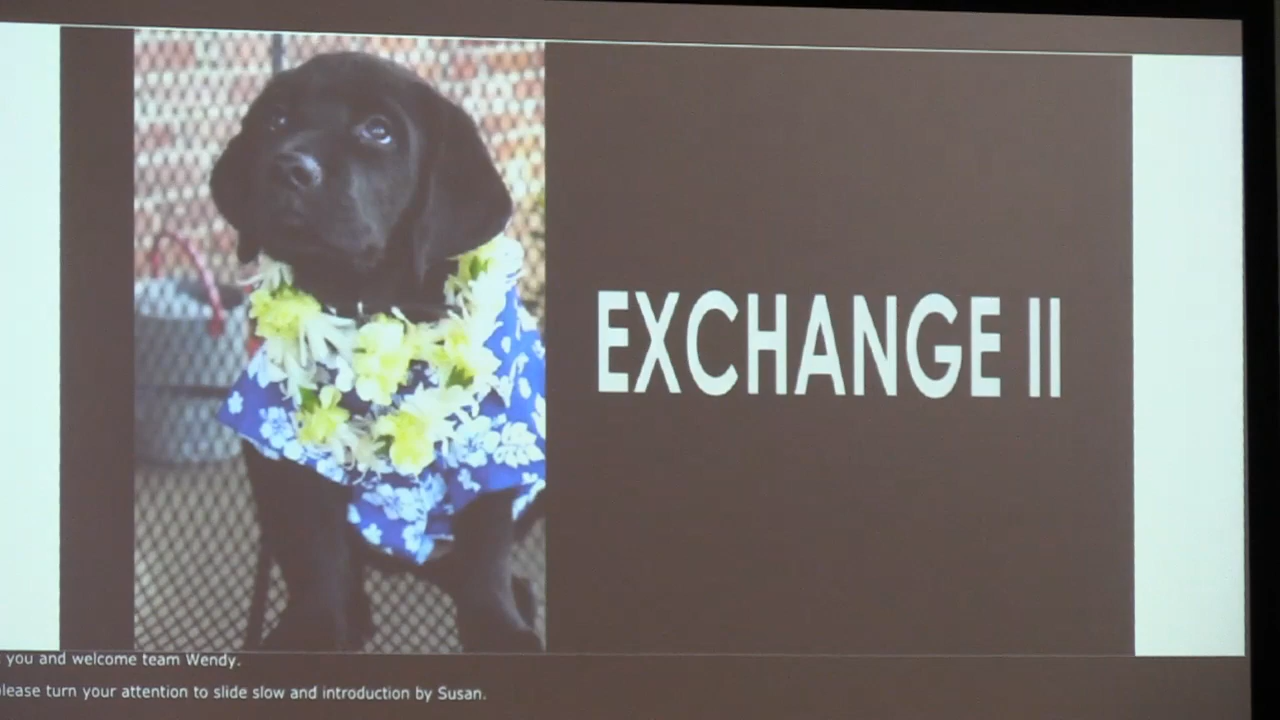 EXCHANGE II
you and welcome team Wendy.
lease turn your attention to slide slow and introduction by Susan.